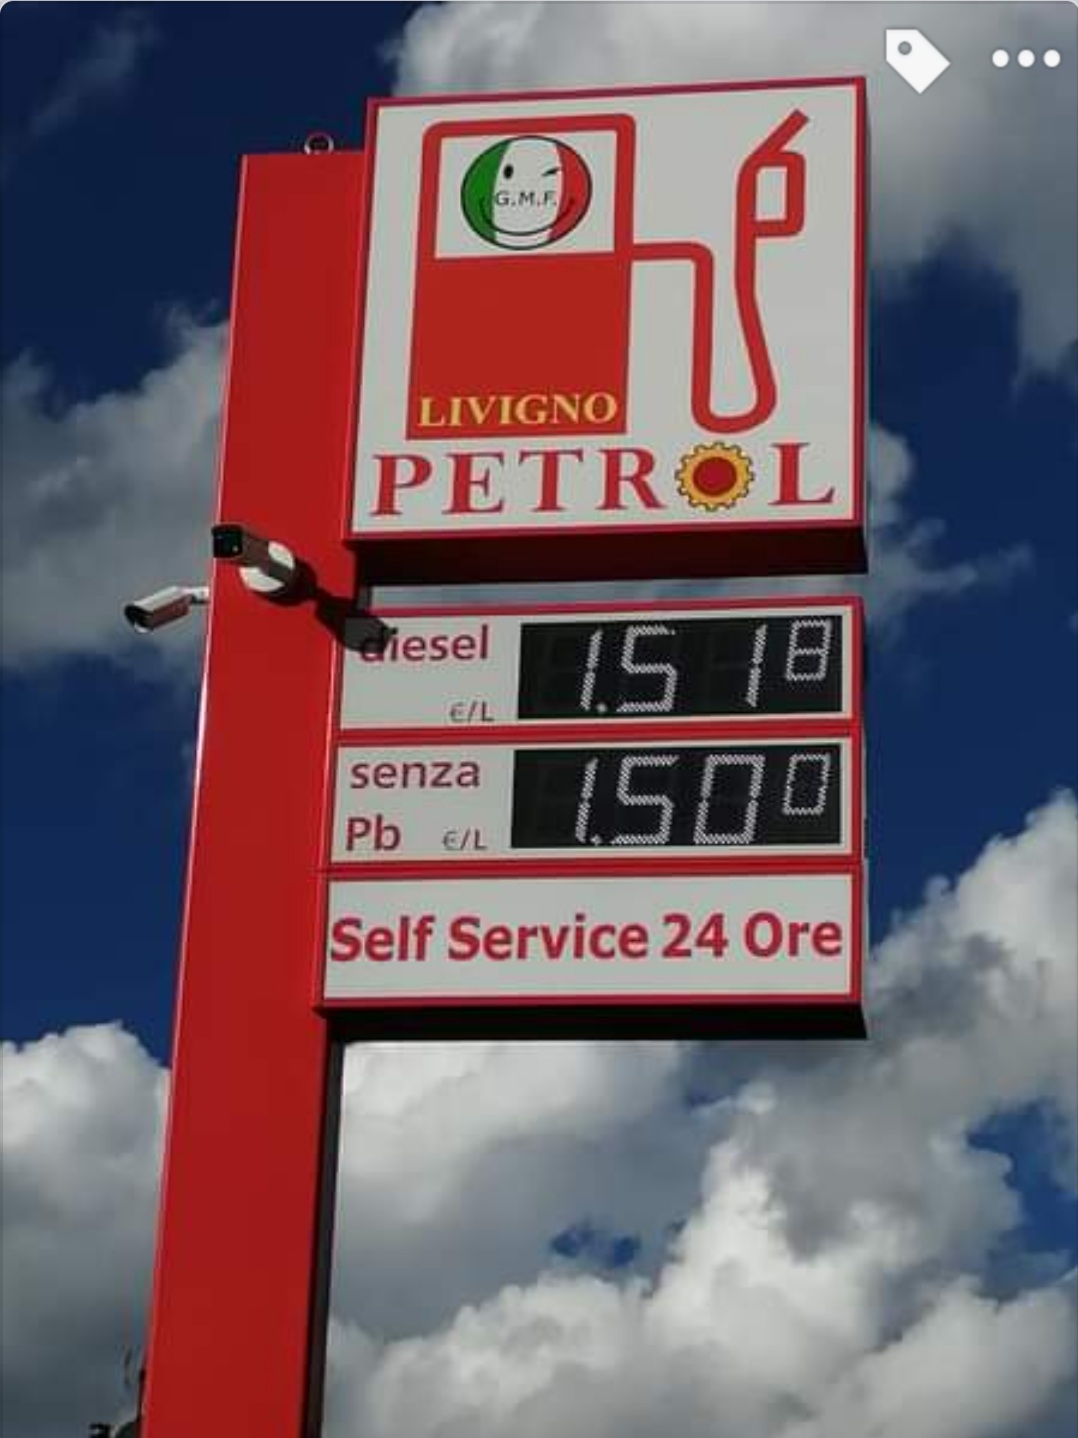 G.M.F.
LIVIGNO
PETROL
diesel
€/L
1.518
senza
Pb €/L
1.500
Self Service 24 Ore